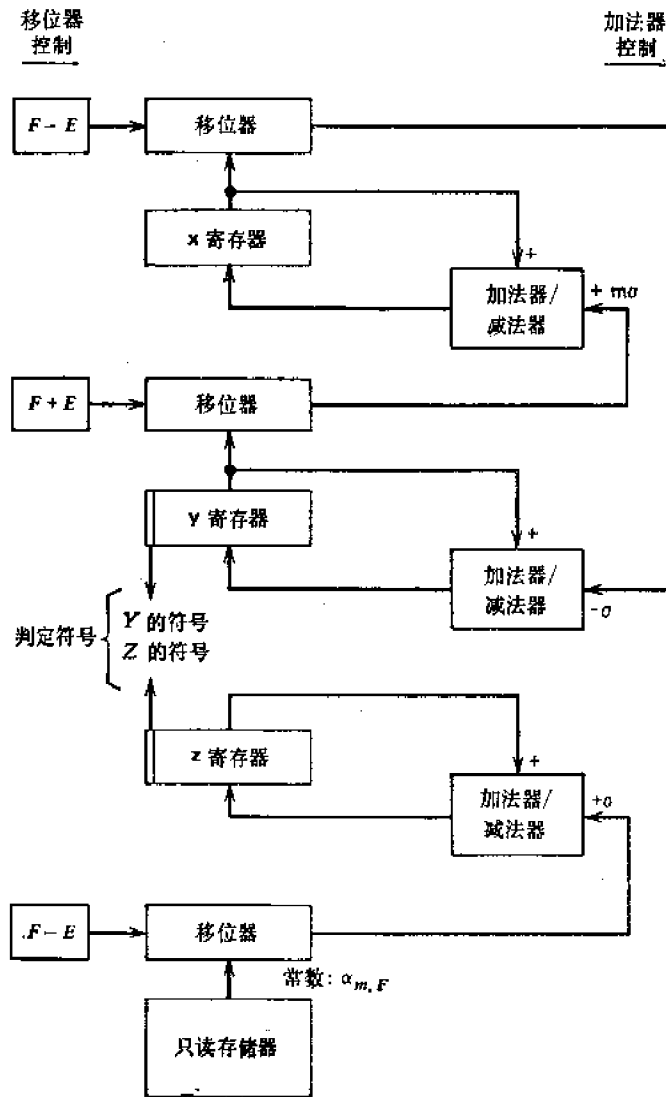 移位器
控制
加法器
控制
F - E
移位器
x 寄存器
+
加法器/
减法器
+ mσ
F + E
移位器
y 寄存器
+
加法器/
减法器
-σ
判定符号
Y 的符号
Z 的符号
z 寄存器
+
加法器/
减法器
+σ
.F - E
移位器
常数: α m, F
只读存储器